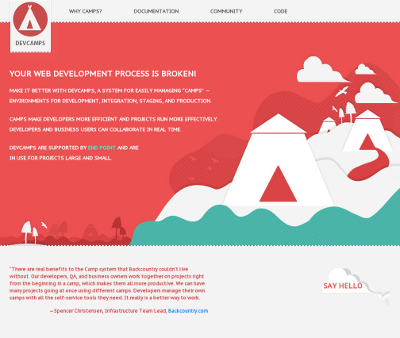 WHY CAMPS? DOCUMENTATION COMMUNITY CODE
DEVCAMPS
YOUR WEB DEVELOPMENT PROCESS IS BROKEN!
MAKE IT BETTER WITH DEVCAMPS, A SYSTEM FOR EASILY MANAGING "CAMPS" —
ENVIRONMENTS FOR DEVELOPMENT, INTEGRATION, STAGING, AND PRODUCTION.
CAMPS MAKE DEVELOPERS MORE EFFICIENT AND PROJECTS RUN MORE EFFECTIVELY.
DEVELOPERS AND BUSINESS USERS CAN COLLABORATE IN REAL TIME.
DEVCAMPS ARE SUPPORTED BY END POINT AND ARE
IN USE FOR PROJECTS LARGE AND SMALL.
"There are real benefits to the Camp system that Backcountry couldn't live
without. Our developers, QA, and business owners work together on projects right
from the beginning in a camp, which makes them all more productive. We can have
many projects going at once using different camps. Developers manage their own
camps with all the self-service tools they need. It really is a better way to work.
— Spencer Christensen, Infrastructure Team Lead, Backcountry.com
SAY HELLO